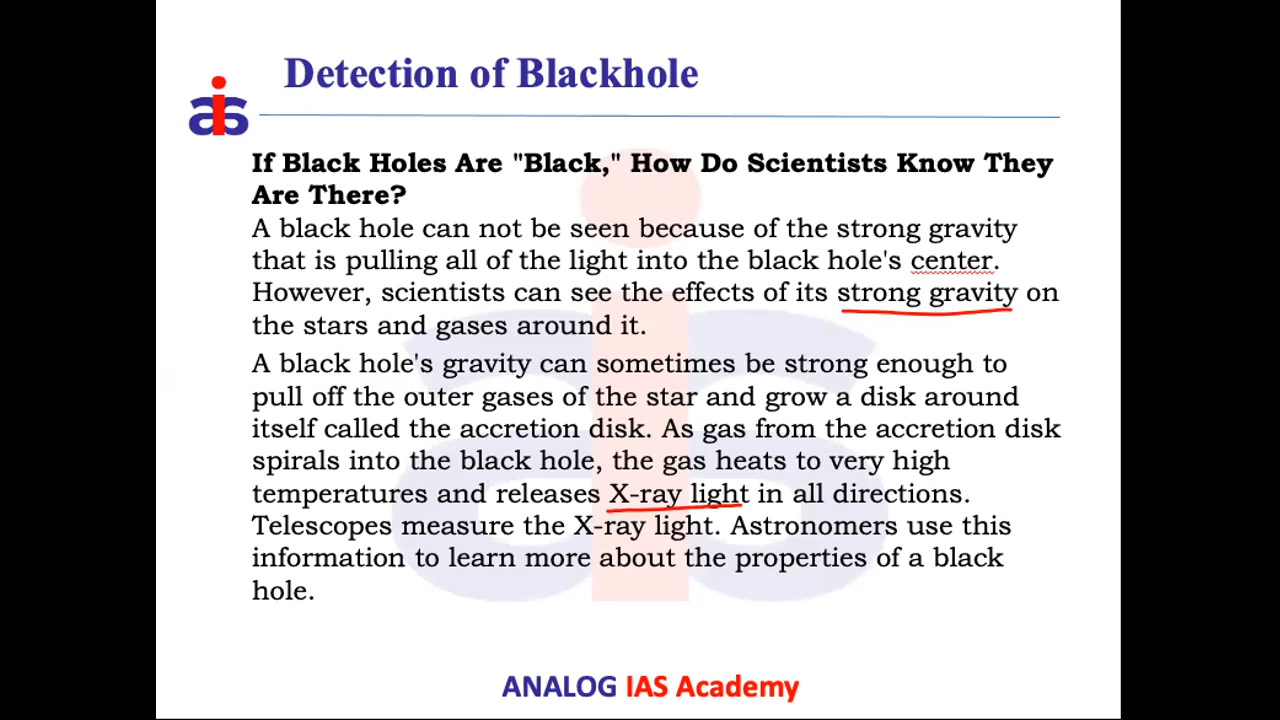 Detection of Blackhole
ais
If Black Holes Are "Black," How Do Scientists Know They
Are There?
A black hole can not be seen because of the strong gravity
that is pulling all of the light into the black hole's center.
However, scientists can see the effects of its strong gravity on
the stars and gases around it.
A black hole's gravity can sometimes be strong enough to
pull off the outer gases of the star and grow a disk around
itself called the accretion disk. As gas from the accretion disk
spirals into the black hole, the gas heats to very high
temperatures and releases X-ray light in all directions.
Telescopes measure the X-ray light. Astronomers use this
information to learn more about the properties of a black
hole.
ANALOG IAS Academy